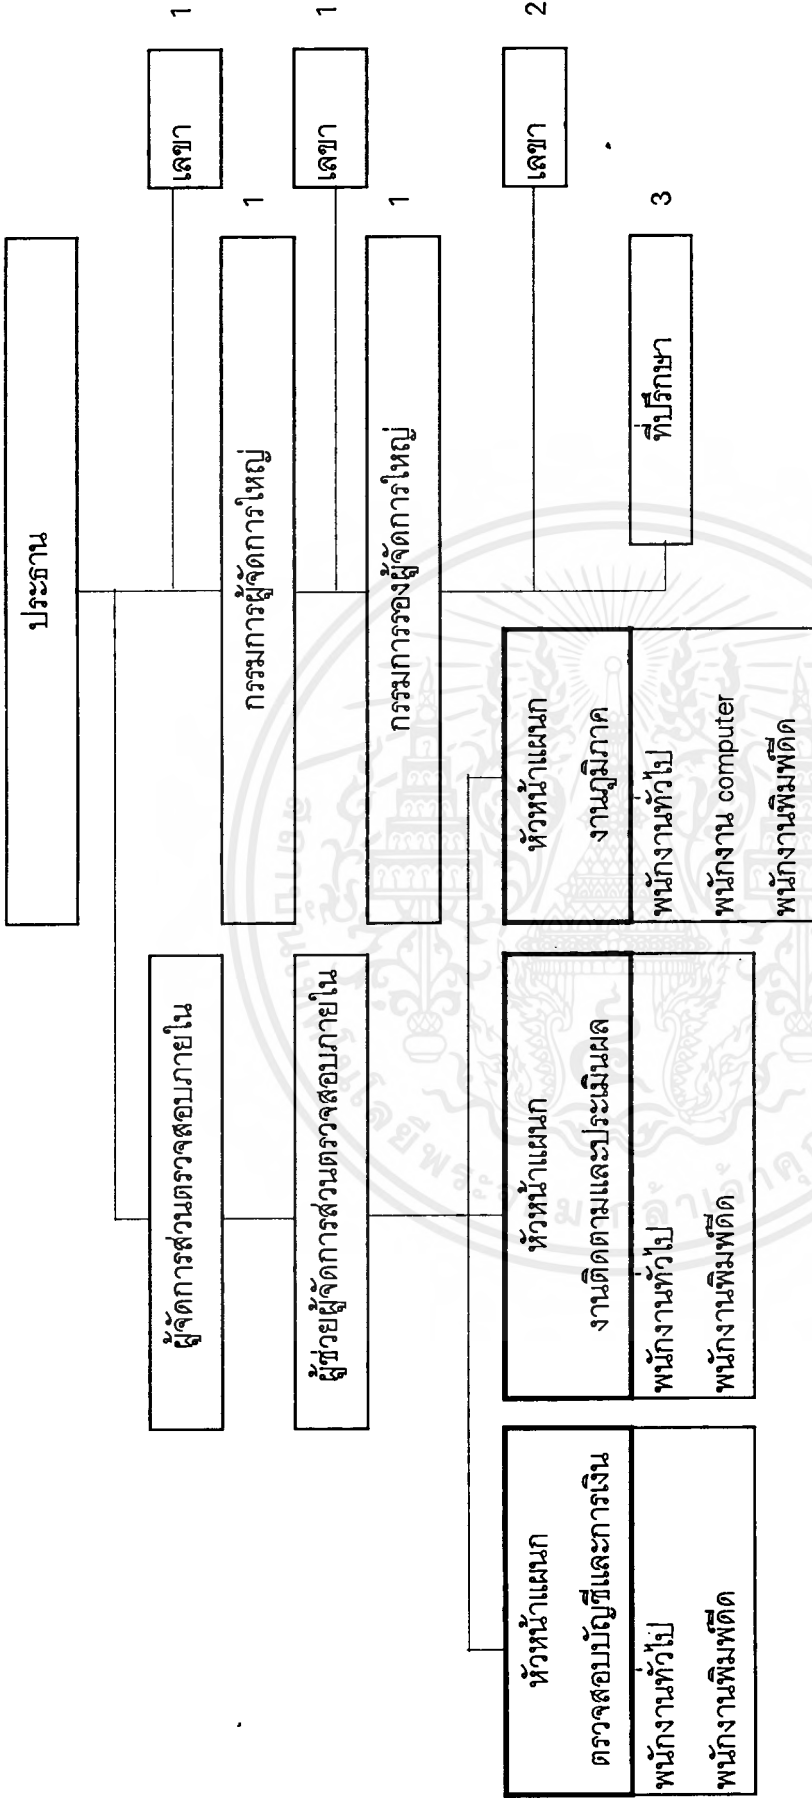 ประธาน
ผู้จัดการส่วนตรวจสอบภายใน
เลขา 1
กรรมการผู้จัดการใหญ่ 1
ผู้ช่วยผู้จัดการส่วนตรวจสอบภายใน
เลขา 1
กรรมการรองผู้จัดการใหญ่ 1
เลขา 2
ที่ปรึกษา 3
หัวหน้าแผนก
ตรวจสอบบัญชีและการเงิน
พนักงานทั่วไป
พนักงานพิมพ์ดีด
หัวหน้าแผนก
งานติดตามและประเมินผล
พนักงานทั่วไป
พนักงานพิมพ์ดีด
หัวหน้าแผนก
งานภูมิภาค
พนักงานทั่วไป
พนักงาน computer
พนักงานพิมพ์ดีด